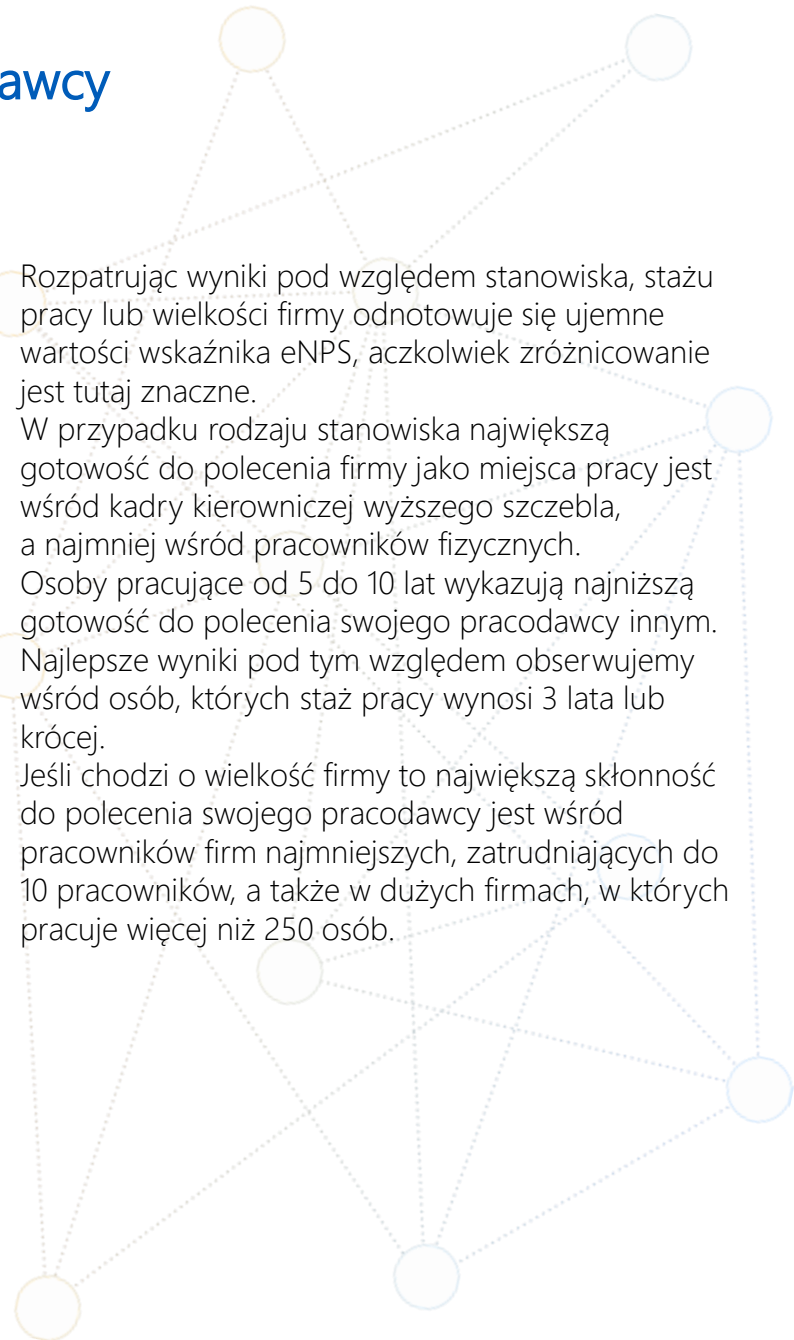 awcy
Rozpatrując wyniki pod względem stanowiska, stażu
pracy lub wielkości firmy odnotowuje się ujemne
wartości wskaźnika eNPS, aczkolwiek zróżnicowanie
jest tutaj znaczne.
W przypadku rodzaju stanowiska największą
gotowość do polecenia firmy jako miejsca pracy jest
wśród kadry kierowniczej wyższego szczebla,
a najmniej wśród pracowników fizycznych.
Osoby pracujące od 5 do 10 lat wykazują najniższą
gotowość do polecenia swojego pracodawcy innym.
Najlepsze wyniki pod tym względem obserwujemy
wśród osób, których staż pracy wynosi 3 lata lub
krócej.
Jeśli chodzi o wielkość firmy to największą skłonność
do polecenia swojego pracodawcy jest wśród
pracowników firm najmniejszych, zatrudniających do
10 pracowników, a także w dużych firmach, w których
pracuje więcej niż 250 osób.